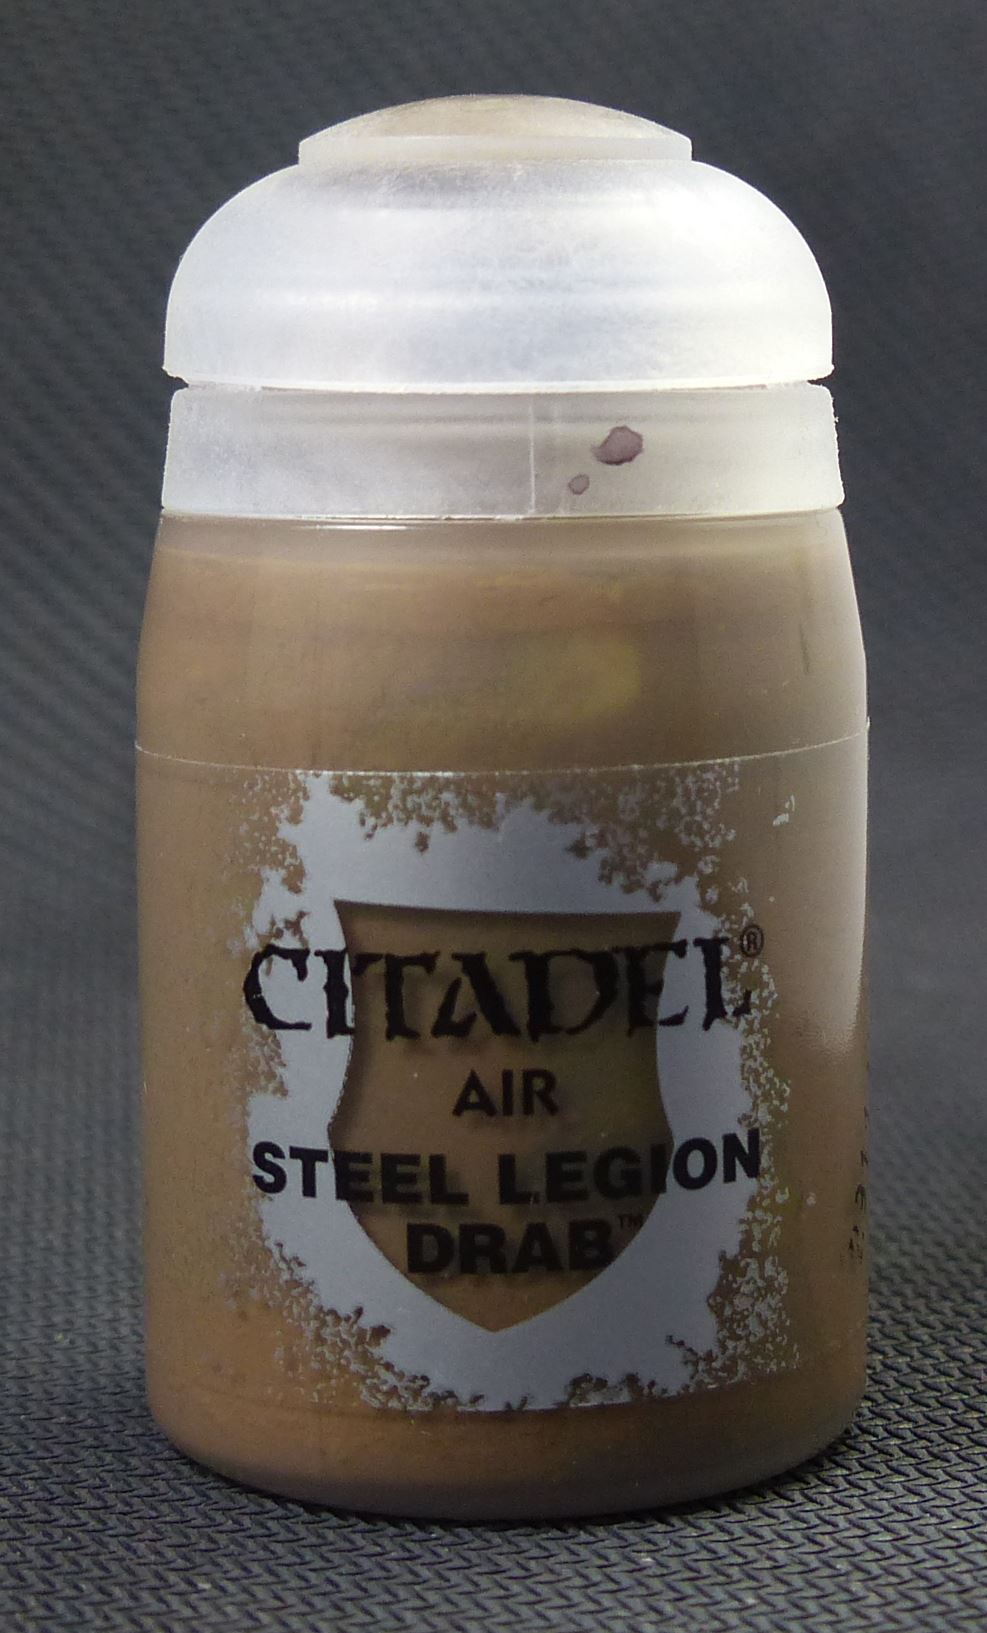 CITADEL®
AIR
STEEL LEGION
DRAB™